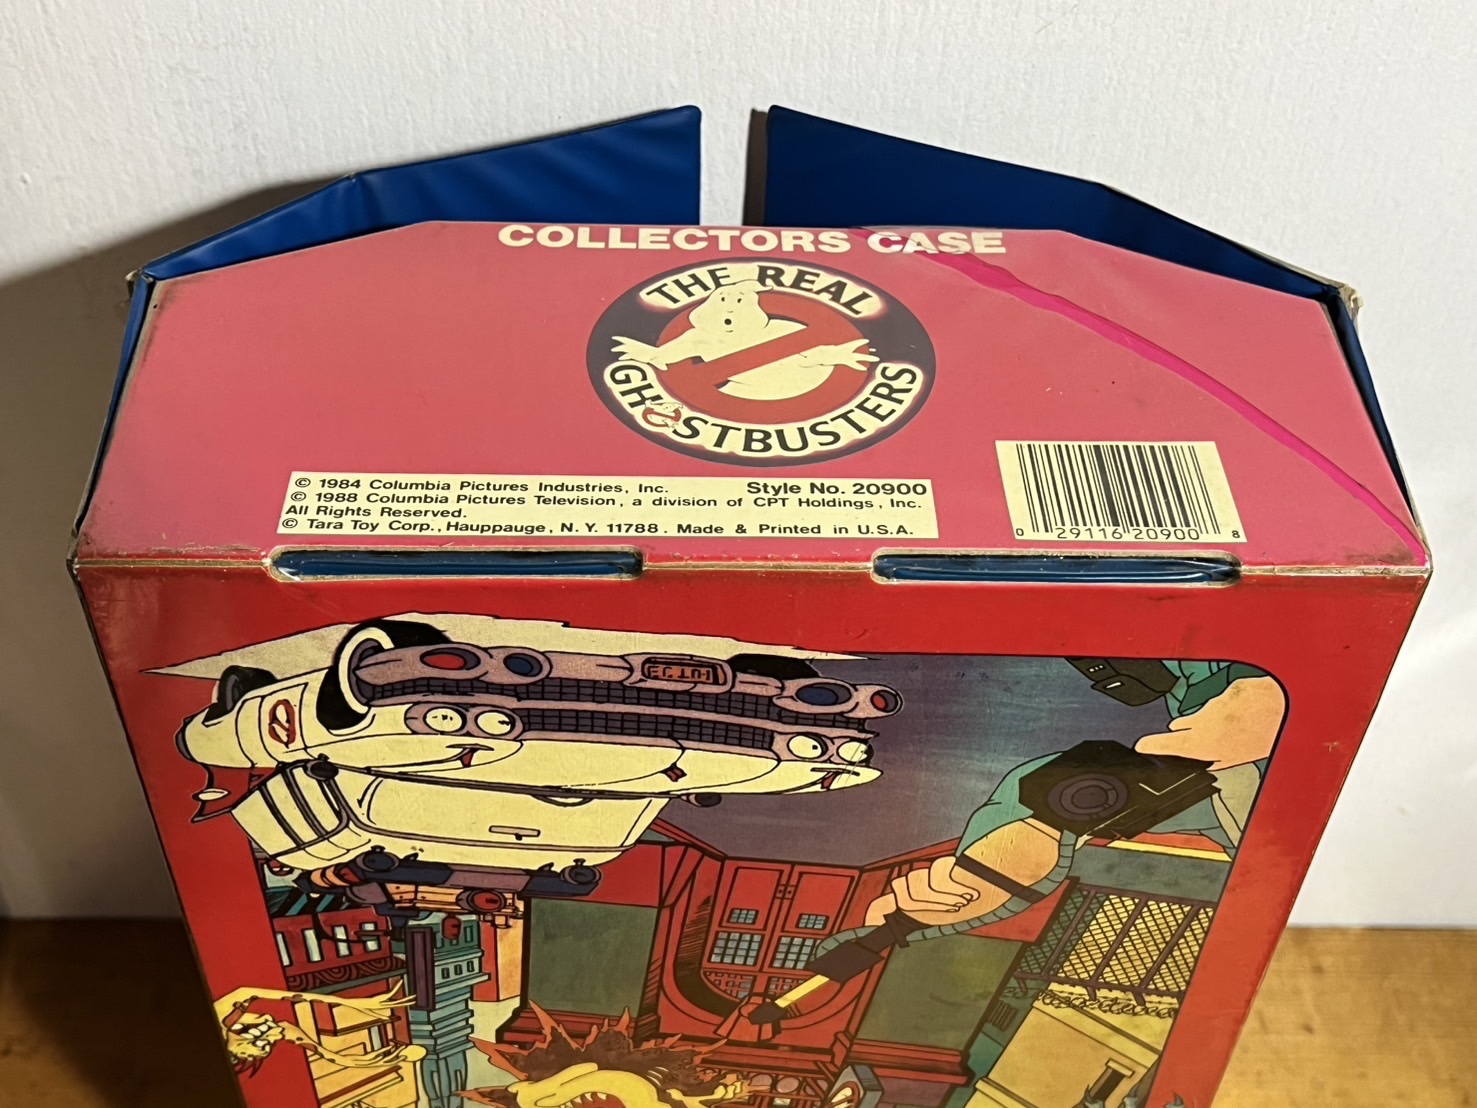 COLLECTORS CASE
THE REAL
GHOSTBUSTERS
© 1984 Columbia Pictures Industries, Inc. Style No. 20900
© 1988 Columbia Pictures Television, a division of CPT Holdings, Inc.
All Rights Reserved.
© Tara Toy Corp., Hauppauge, N.Y. 11788. Made & Printed in U.S.A.
0 29116 20900 8